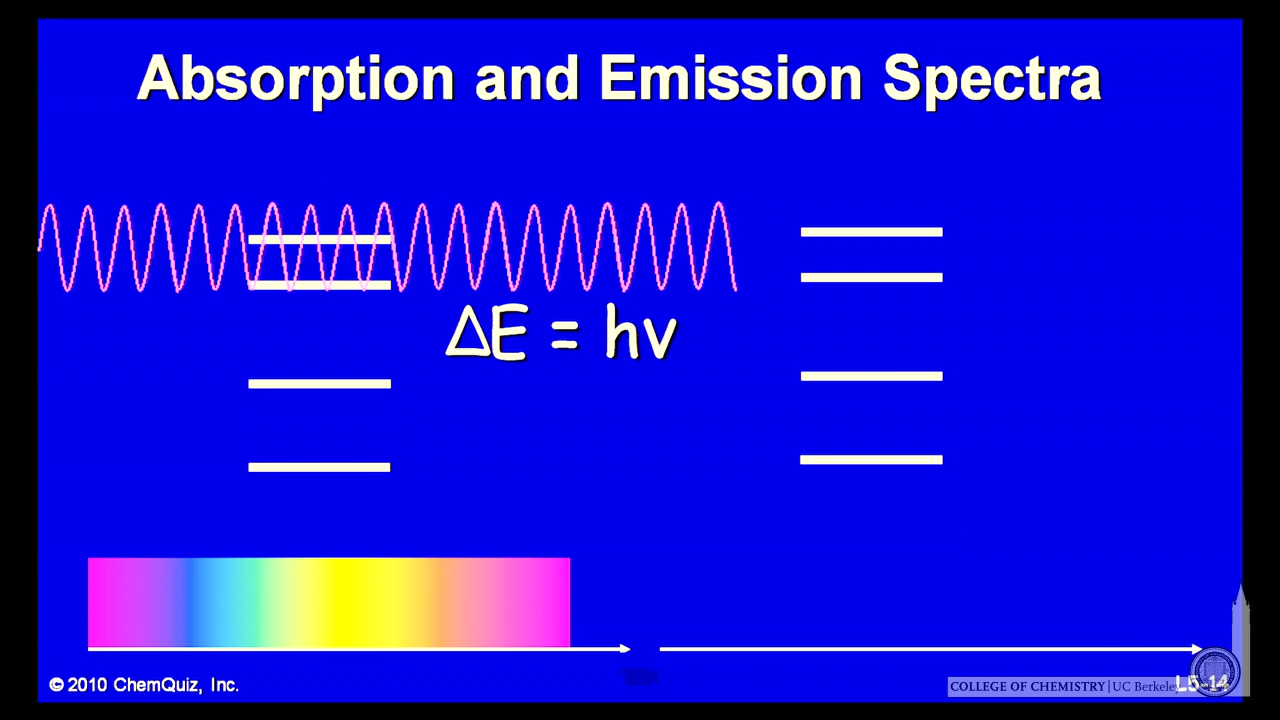 Absorption and Emission Spectra
ΔE = hν
© 2010 ChemQuiz, Inc.
COLLEGE OF CHEMISTRY | UC Berkeley
L5-14